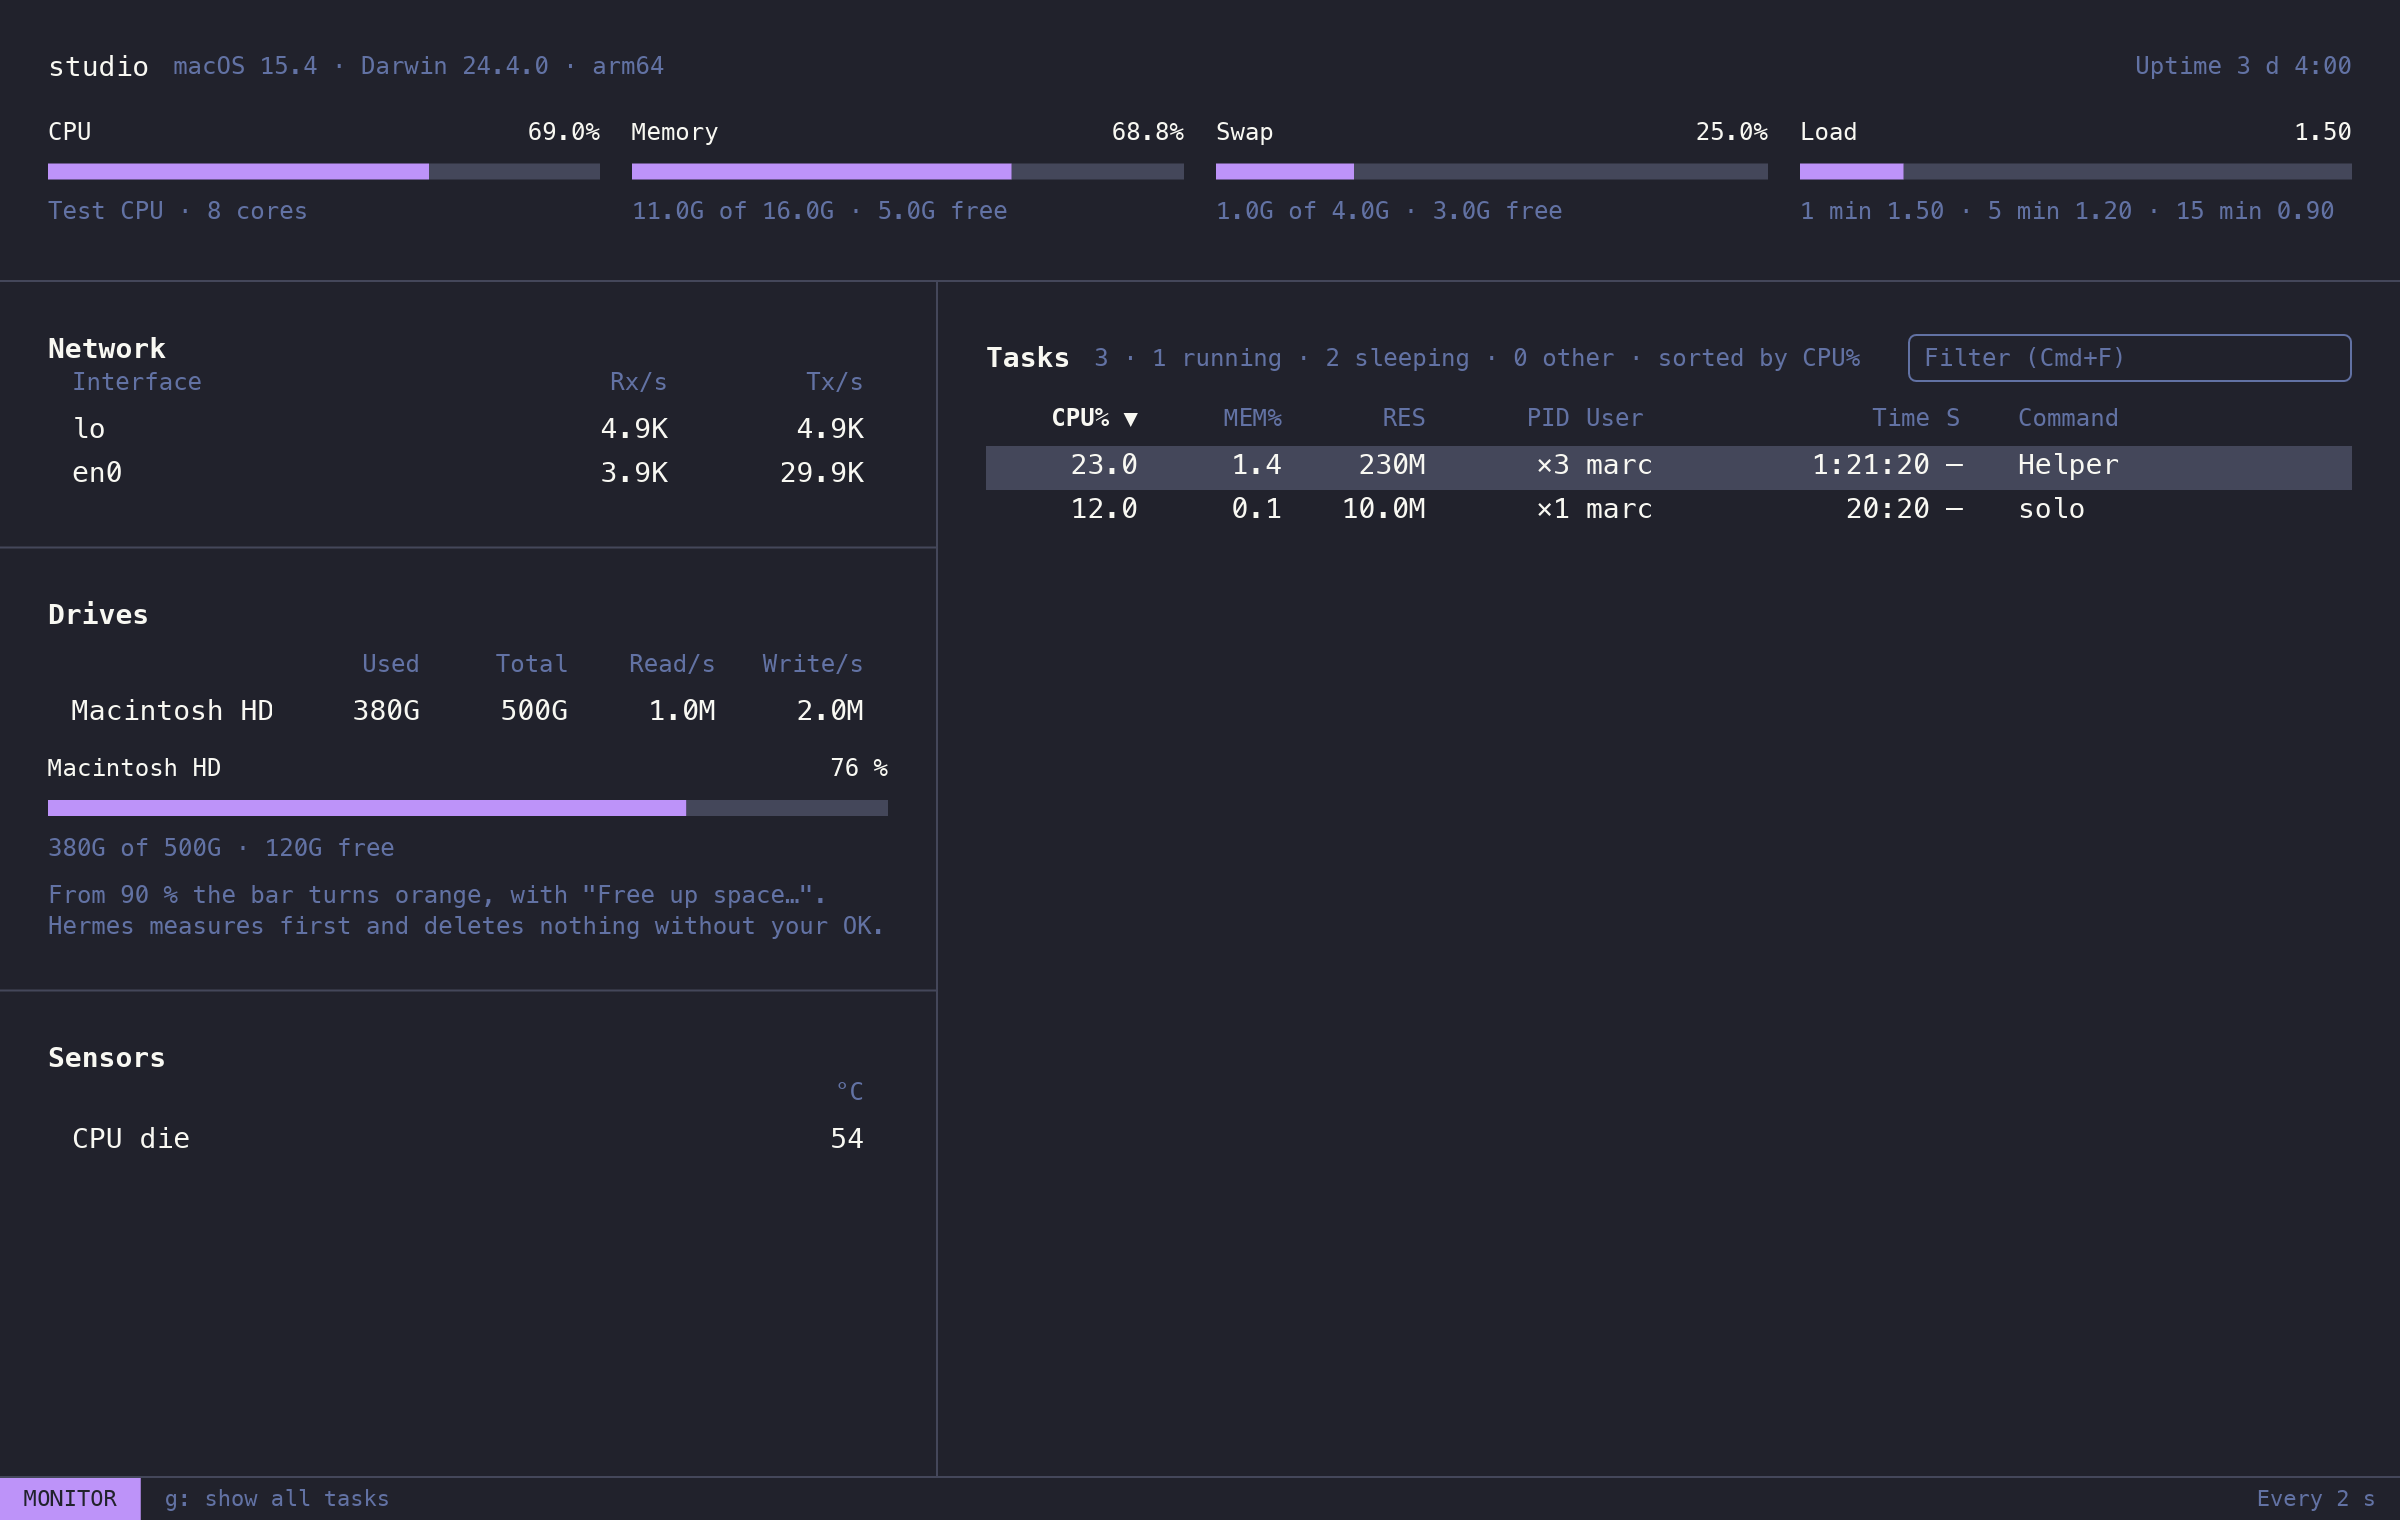 studio macOS 15.4 · Darwin 24.4.0 · arm64 Uptime 3 d 4:00
CPU 69.0% Memory 68.8% Swap 25.0% Load 1.50
Test CPU · 8 cores 11.0G of 16.0G · 5.0G free 1.0G of 4.0G · 3.0G free 1 min 1.50 · 5 min 1.20 · 15 min 0.90
Network
Interface Rx/s Tx/s
lo 4.9K 4.9K
en0 3.9K 29.9K
Drives
Used Total Read/s Write/s
Macintosh HD 380G 500G 1.0M 2.0M
Macintosh HD 76 %
380G of 500G · 120G free
From 90 % the bar turns orange, with "Free up space…".
Hermes measures first and deletes nothing without your OK.
Sensors
°C
CPU die 54
Tasks 3 · 1 running · 2 sleeping · 0 other · sorted by CPU% Filter (Cmd+F)
CPU% ▼ MEM% RES PID User Time S Command
23.0 1.4 230M ×3 marc 1:21:20 — Helper
12.0 0.1 10.0M ×1 marc 20:20 — solo
MONITOR g: show all tasks Every 2 s